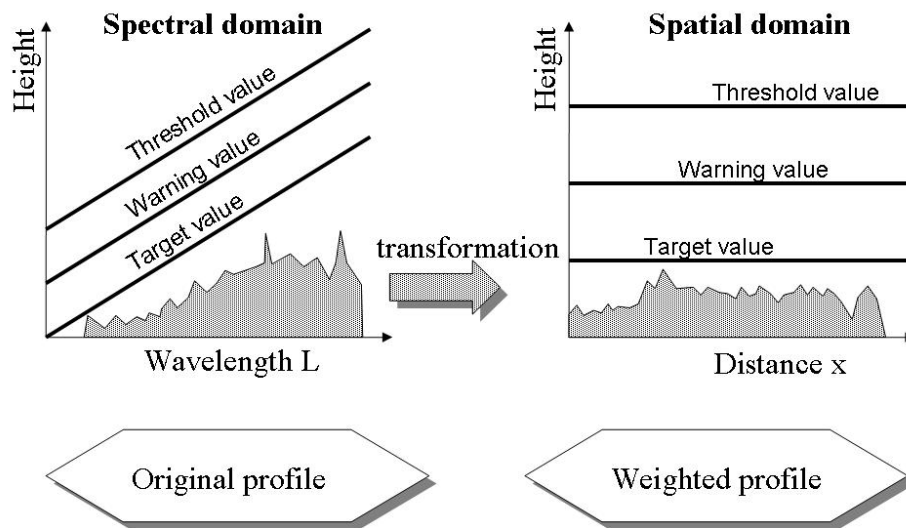 Spectral domain
Height
Threshold value
Warning value
Target value
Wavelength L
transformation
Spatial domain
Height
Threshold value
Warning value
Target value
Distance x
Original profile
Weighted profile